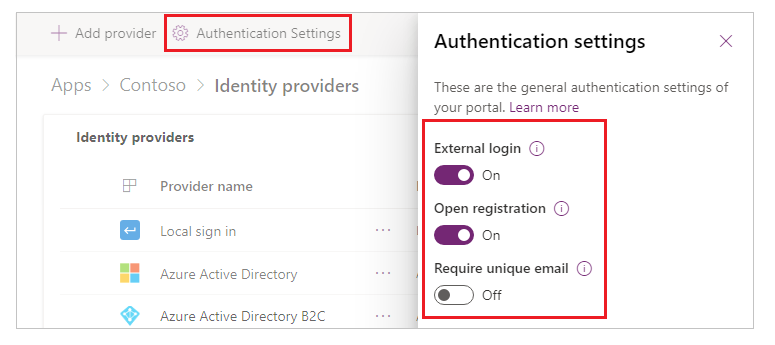 Add provider
Authentication Settings
Apps > Contoso > Identity providers
Identity providers
Provider name
Local sign in
...
Azure Active Directory
...
Azure Active Directory B2C
...
Authentication settings
These are the general authentication settings of
your portal. Learn more
External login
On
Open registration
On
Require unique email
Off